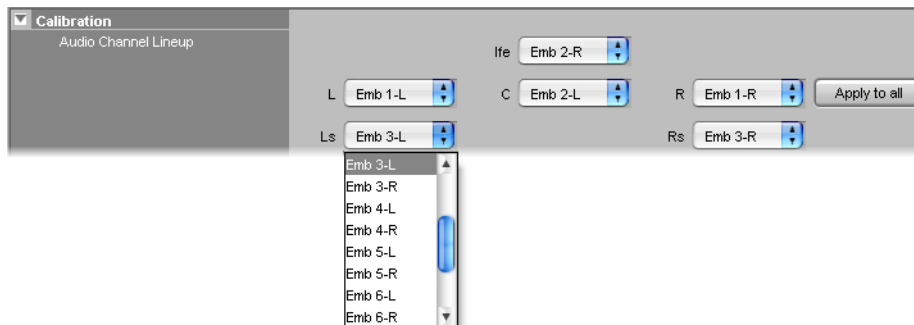 Calibration
Audio Channel Lineup
lfe Emb 2-R
L Emb 1-L C Emb 2-L R Emb 1-R Apply to all
Ls Emb 3-L Rs Emb 3-R
Emb 3-L
Emb 3-R
Emb 4-L
Emb 4-R
Emb 5-L
Emb 5-R
Emb 6-L
Emb 6-R